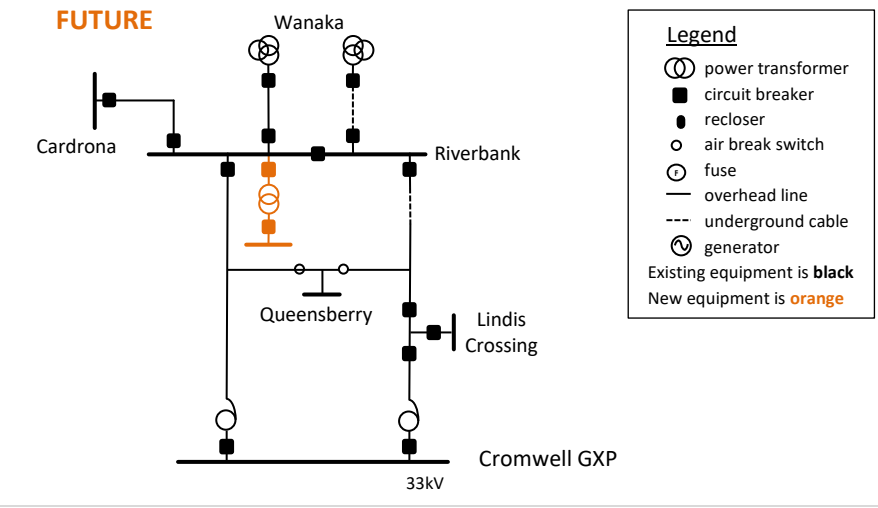 FUTURE
Wanaka
Cardrona
Riverbank
Queensberry
Lindis
Crossing
Cromwell GXP
33kV
Legend
power transformer
circuit breaker
recloser
air break switch
F
fuse
overhead line
underground cable
generator
Existing equipment is black
New equipment is orange